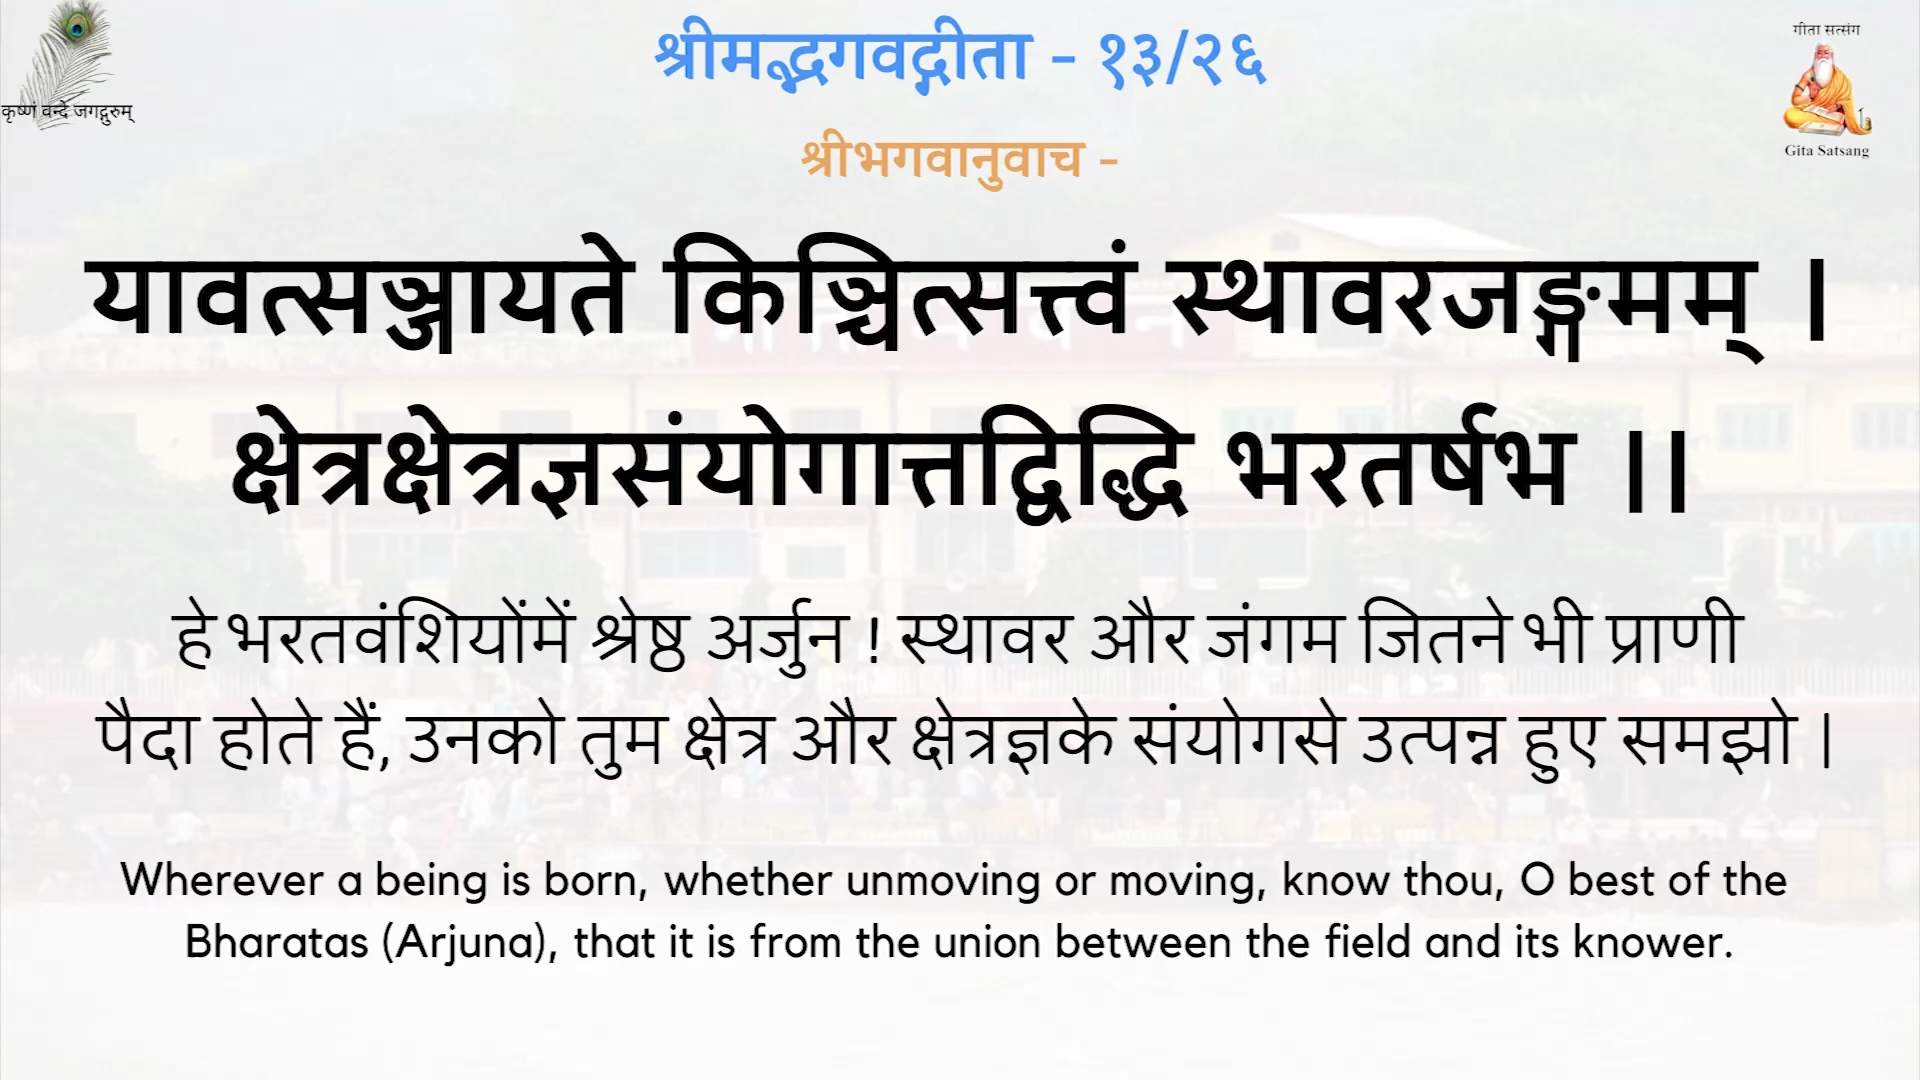 श्रीमद्भगवद्गीता - १३/२६
गीता सत्संग
कृष्णं वन्दे जगद्गुरुम्
Gita Satsang
श्रीभगवानुवाच -
यावत्सञ्जायते किञ्चित्सत्त्वं स्थावरजङ्गमम् ।
क्षेत्रक्षेत्रज्ञसंयोगात्तद्विद्धि भरतर्षभ ।।
हे भरतवंशियोंमें श्रेष्ठ अर्जुन ! स्थावर और जंगम जितने भी प्राणी
पैदा होते हैं, उनको तुम क्षेत्र और क्षेत्रज्ञके संयोगसे उत्पन्न हुए समझो |
Wherever a being is born, whether unmoving or moving, know thou, O best of the
Bharatas (Arjuna), that it is from the union between the field and its knower.